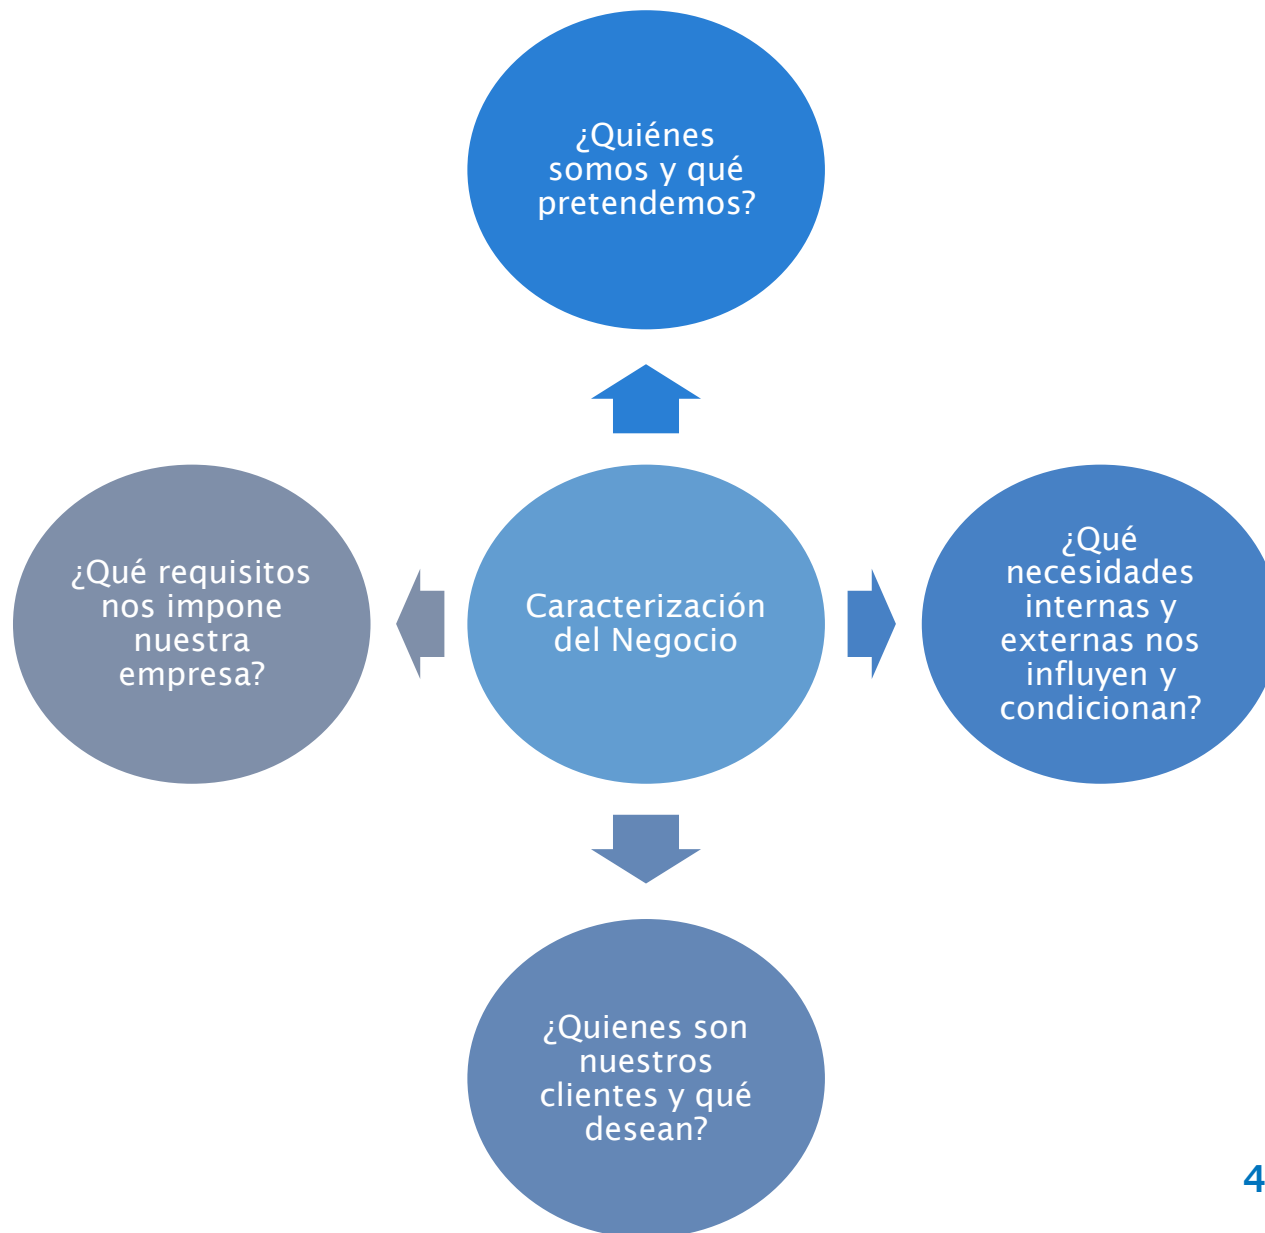 ¿Quiénes
somos y qué
pretendemos?
¿Qué requisitos
nos impone
nuestra
empresa?
Caracterización
del Negocio
¿Qué
necesidades
internas y
externas nos
influyen y
condicionan?
¿Quienes son
nuestros
clientes y qué
desean?
4